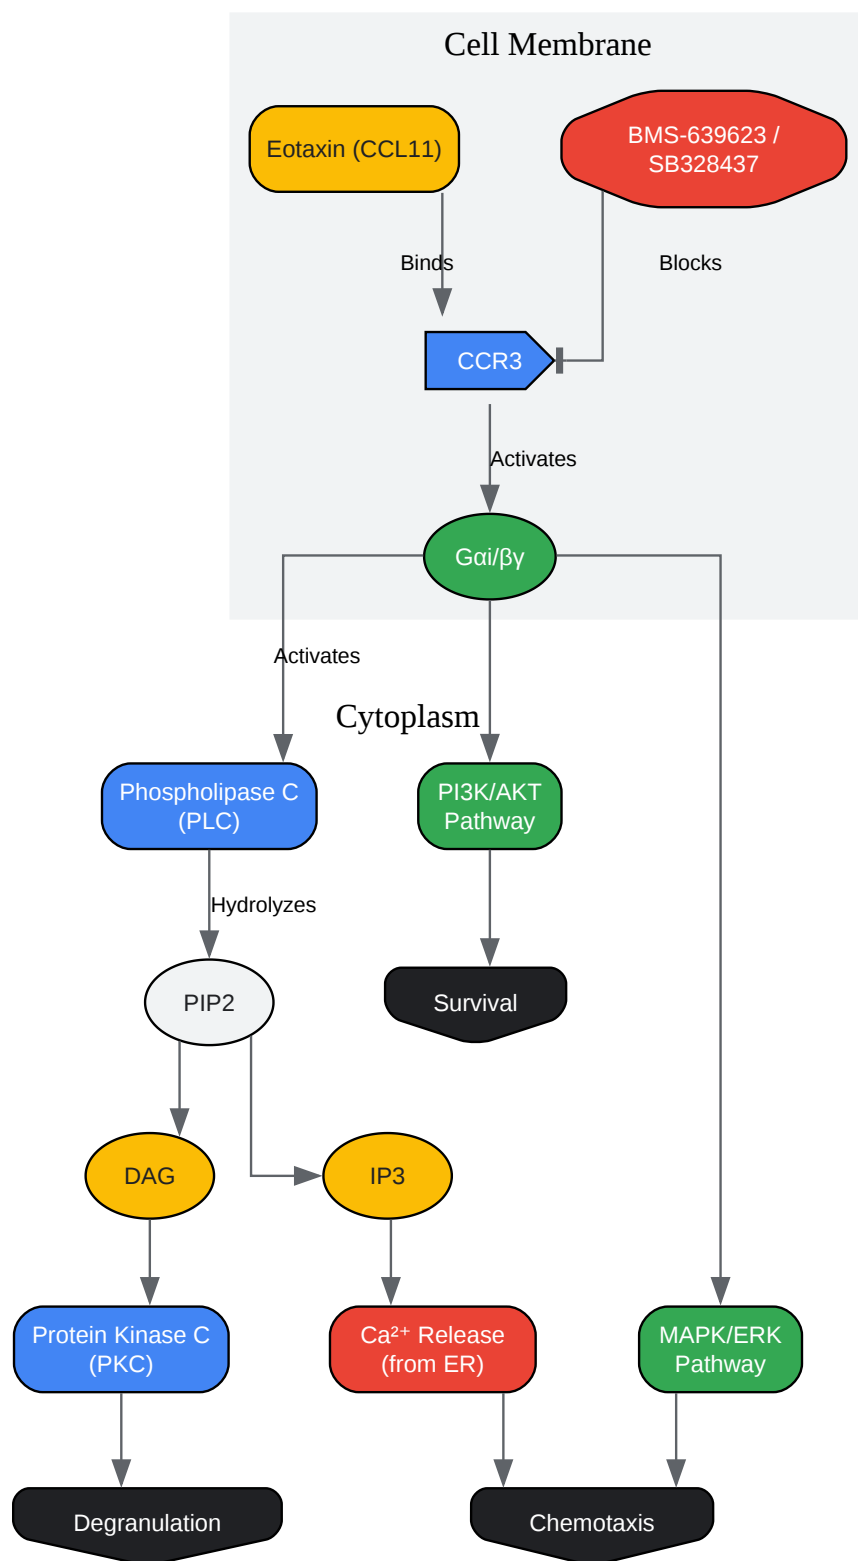 Cell Membrane
Eotaxin (CCL11)
BMS-639623 /
SB328437
Binds
Blocks
CCR3
Activates
Gαi/βγ
Activates
Cytoplasm
Phospholipase C
(PLC)
PI3K/AKT
Pathway
Hydrolyzes
PIP2
Survival
DAG
IP3
Protein Kinase C
(PKC)
Ca²⁺ Release
(from ER)
MAPK/ERK
Pathway
Degranulation
Chemotaxis